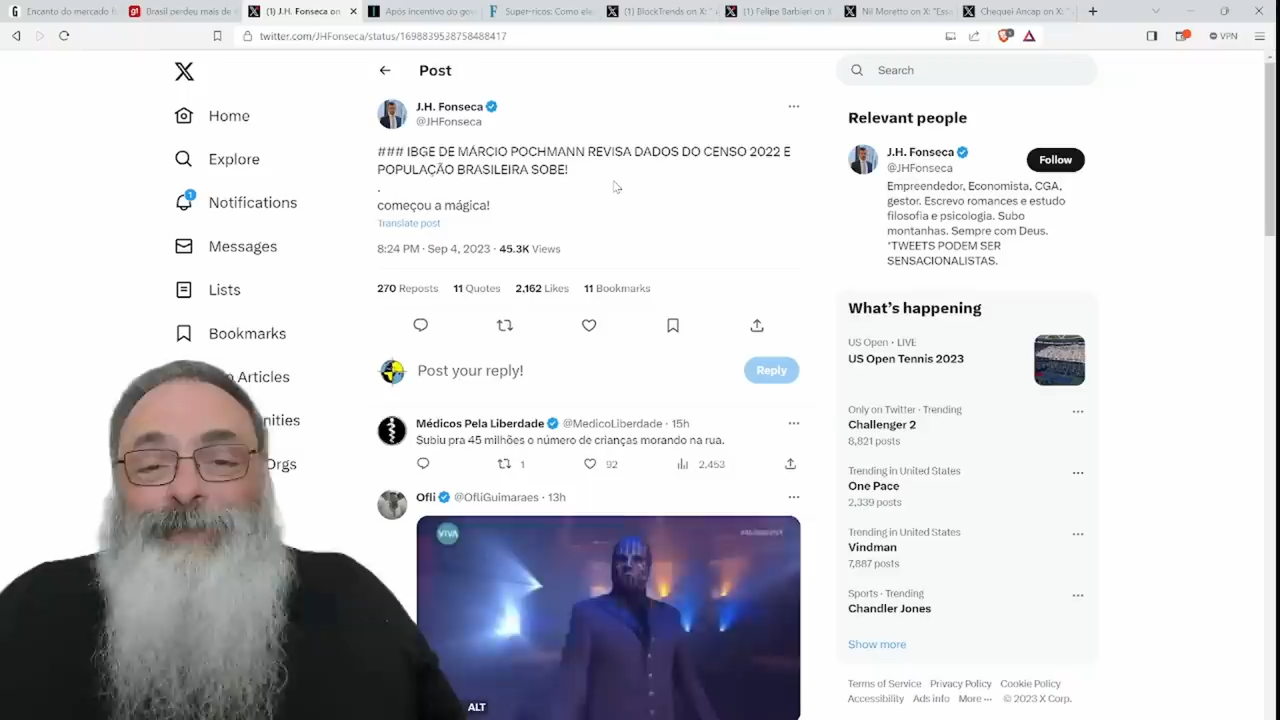 Encanto do mercado fi
Brasil perdeu mais de
(1) J.H. Fonseca on
Após incentivo do gov
Super-ricos: Como ele
(1) BlockTrends on X: "
(1) Felipe Barbieri on X
Nil Moretto on X: "Essa
Chequei Ancap on X: "
twitter.com/JHFonseca/status/1698839538758488417
VPN
Home
Explore
1
Notifications
Messages
Lists
Bookmarks
Articles
nities
Orgs
Post
J.H. Fonseca
@JHFonseca
### IBGE DE MÁRCIO POCHMANN REVISA DADOS DO CENSO 2022 E
POPULAÇÃO BRASILEIRA SOBE!
.
começou a mágica!
Translate post
8:24 PM · Sep 4, 2023 · 45.3K Views
270 Reposts 11 Quotes 2,162 Likes 11 Bookmarks
Post your reply!
Reply
Médicos Pela Liberdade @MedicoLiberdade · 15h
Subiu pra 45 milhões o número de crianças morando na rua.
1 92 2,453
Ofli @OfliGuimaraes · 13h
VIVA
ALT
Search
Relevant people
J.H. Fonseca
@JHFonseca
Follow
Empreendedor, Economista, CGA,
gestor. Escrevo romances e estudo
filosofia e psicologia. Subo
montanhas. Sempre com Deus.
*TWEETS PODEM SER
SENSACIONALISTAS.
What's happening
US Open · LIVE
US Open Tennis 2023
Only on Twitter · Trending
Challenger 2
8,821 posts
Trending in United States
One Pace
2,339 posts
Trending in United States
Vindman
7,887 posts
Sports · Trending
Chandler Jones
Show more
Terms of Service Privacy Policy Cookie Policy
Accessibility Ads info More ··· © 2023 X Corp.